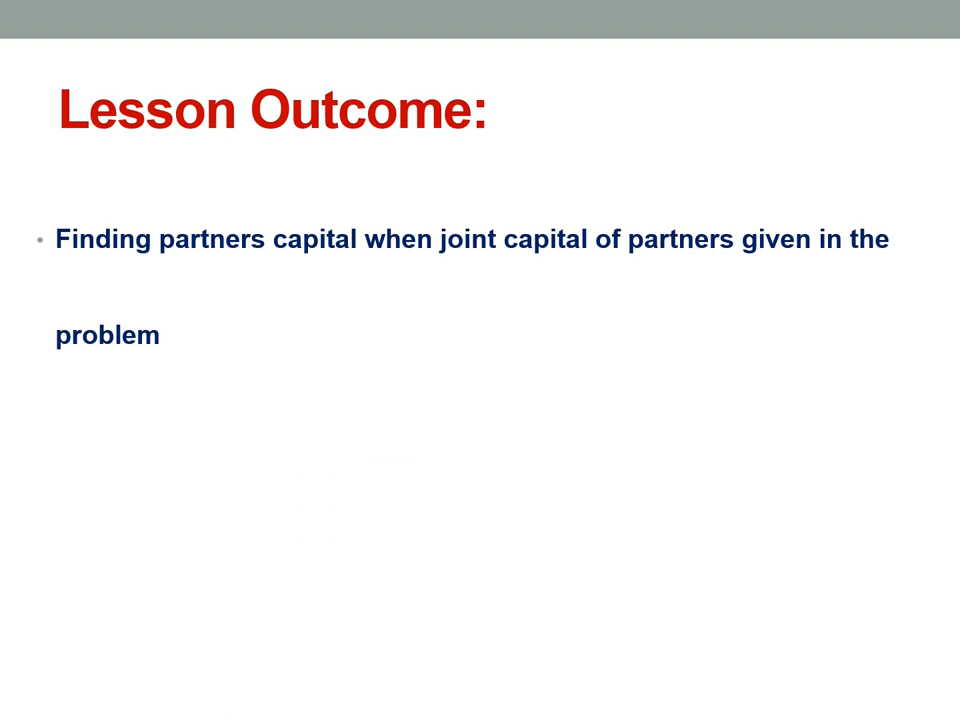 Lesson Outcome:
• Finding partners capital when joint capital of partners given in the
problem